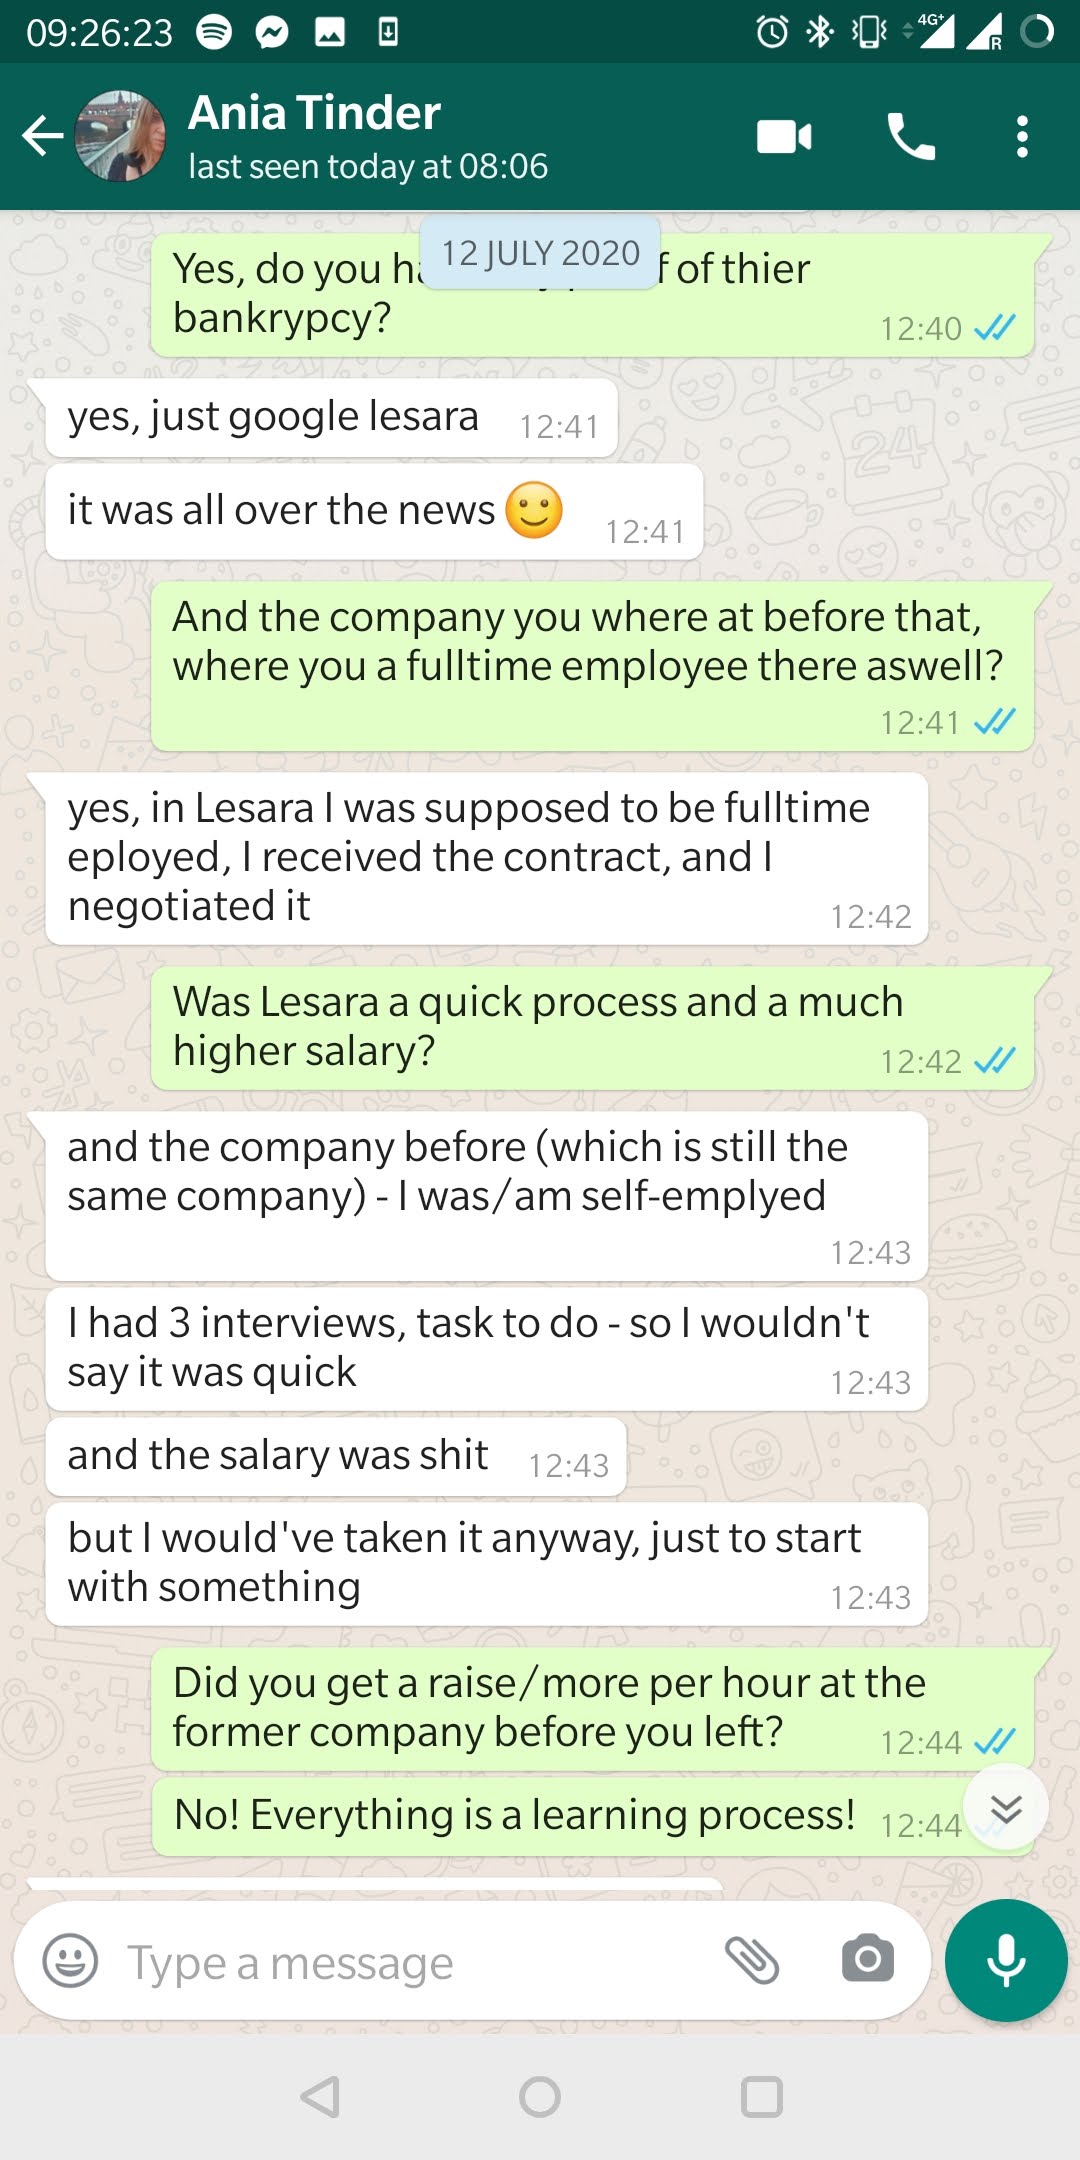 09:26:23
4G+
R
Ania Tinder
last seen today at 08:06
12 JULY 2020
Yes, do you ha f of thier
bankrypcy?
12:40
yes, just google lesara 12:41
it was all over the news 🙂 12:41
And the company you where at before that,
where you a fulltime employee there aswell?
12:41
yes, in Lesara I was supposed to be fulltime
eployed, I received the contract, and I
negotiated it 12:42
Was Lesara a quick process and a much
higher salary? 12:42
and the company before (which is still the
same company) - I was/am self-emplyed
12:43
I had 3 interviews, task to do - so I wouldn't
say it was quick 12:43
and the salary was shit 12:43
but I would've taken it anyway, just to start
with something 12:43
Did you get a raise/more per hour at the
former company before you left? 12:44
No! Everything is a learning process! 12:44
Type a message